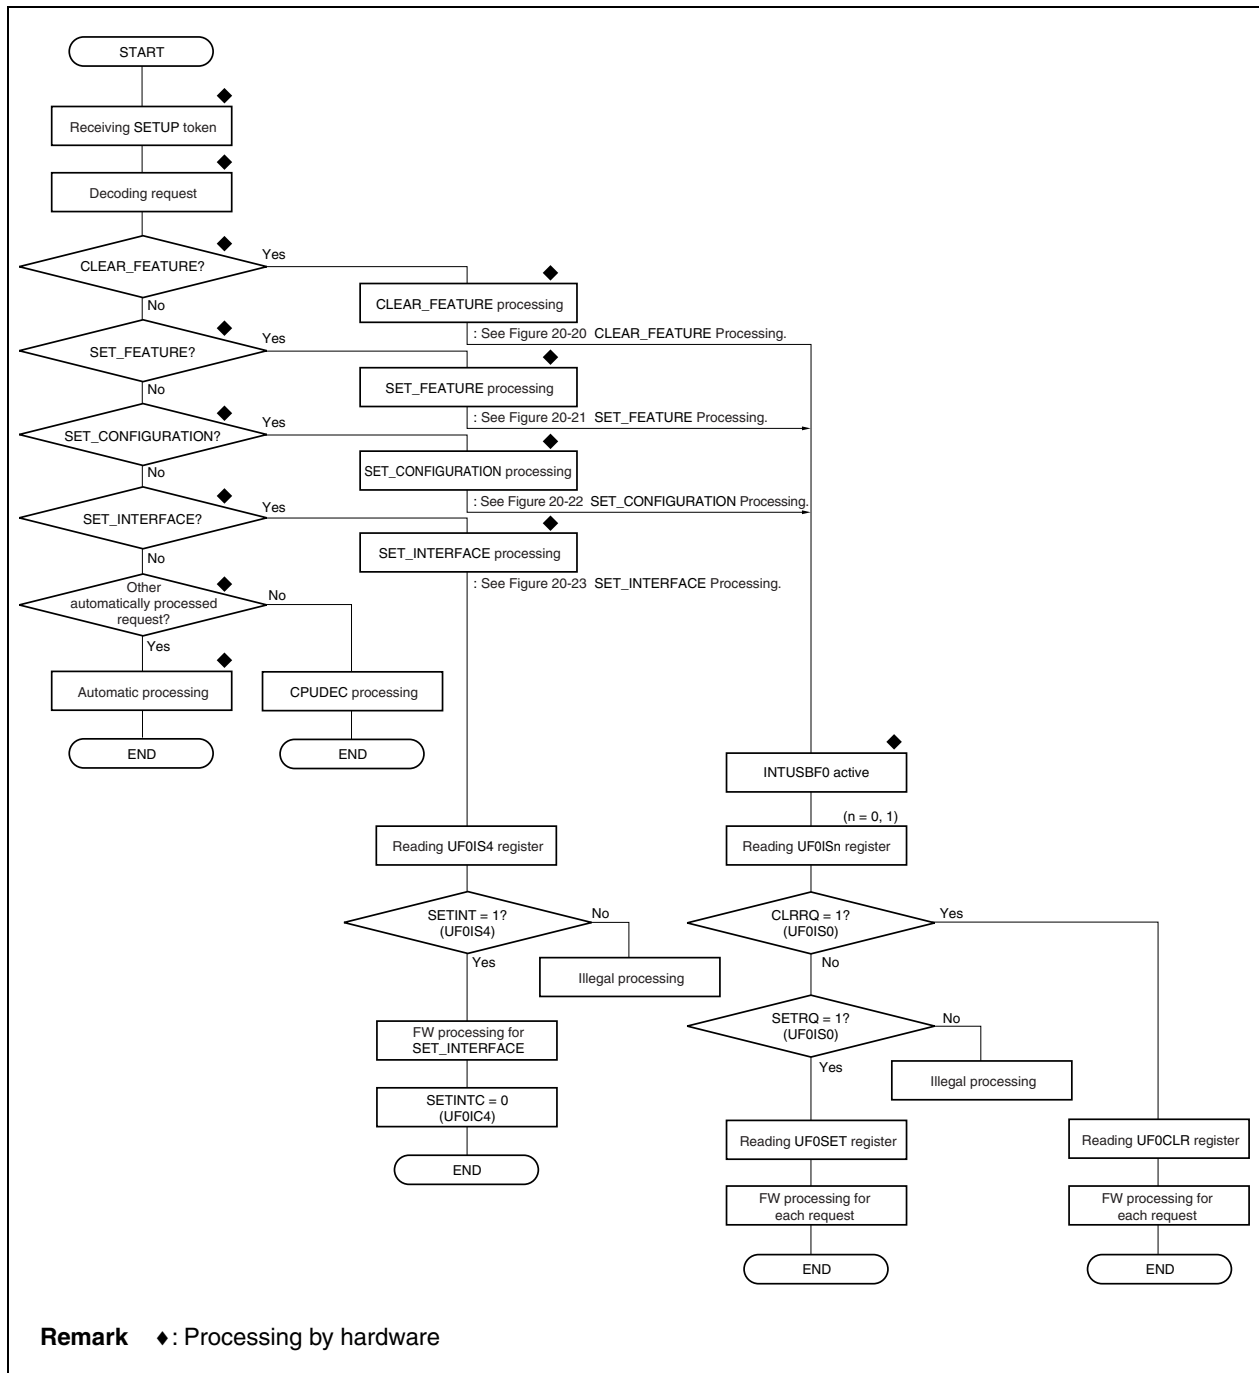 START
Receiving SETUP token
Decoding request
CLEAR_FEATURE?
Yes
No
CLEAR_FEATURE processing
: See Figure 20-20 CLEAR_FEATURE Processing.
SET_FEATURE?
Yes
No
SET_FEATURE processing
: See Figure 20-21 SET_FEATURE Processing.
SET_CONFIGURATION?
Yes
No
SET_CONFIGURATION processing
: See Figure 20-22 SET_CONFIGURATION Processing.
SET_INTERFACE?
Yes
No
SET_INTERFACE processing
: See Figure 20-23 SET_INTERFACE Processing.
Other
automatically processed
request?
No
Yes
Automatic processing
CPUDEC processing
END
END
INTUSBF0 active
(n = 0, 1)
Reading UF0IS4 register
Reading UF0ISn register
SETINT = 1?
(UF0IS4)
No
Yes
Illegal processing
CLRRQ = 1?
(UF0IS0)
Yes
No
FW processing for
SET_INTERFACE
SETRQ = 1?
(UF0IS0)
No
Yes
Illegal processing
SETINTC = 0
(UF0IC4)
END
Reading UF0SET register
Reading UF0CLR register
FW processing for
each request
FW processing for
each request
END
END
Remark ♦: Processing by hardware